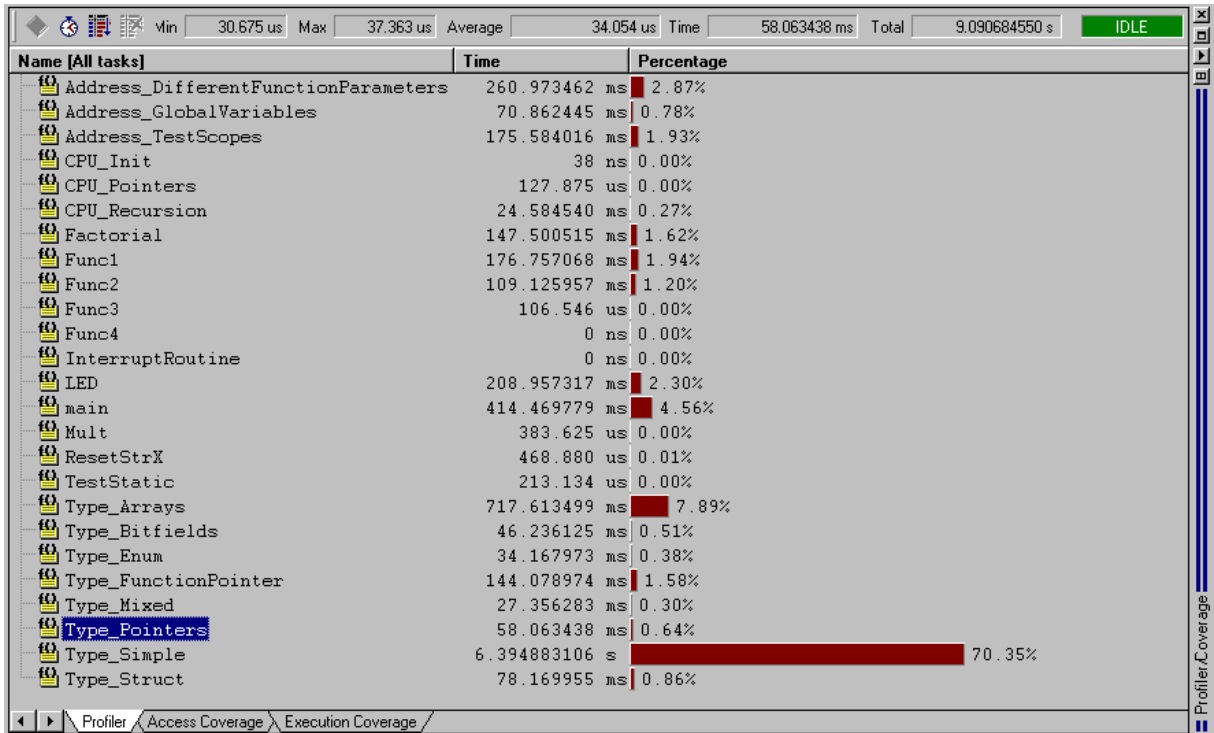 Min 30.675 us Max 37.363 us Average 34.054 us Time 58.063438 ms Total 9.090684550 s IDLE
Name [All tasks] Time Percentage
Address_DifferentFunctionParameters 260.973462 ms 2.87%
Address_GlobalVariables 70.862445 ms 0.78%
Address_TestScopes 175.584016 ms 1.93%
CPU_Init 38 ns 0.00%
CPU_Pointers 127.875 us 0.00%
CPU_Recursion 24.584540 ms 0.27%
Factorial 147.500515 ms 1.62%
Func1 176.757068 ms 1.94%
Func2 109.125957 ms 1.20%
Func3 106.546 us 0.00%
Func4 0 ns 0.00%
InterruptRoutine 0 ns 0.00%
LED 208.957317 ms 2.30%
main 414.469779 ms 4.56%
Mult 383.625 us 0.00%
ResetStrX 468.880 us 0.01%
TestStatic 213.134 us 0.00%
Type_Arrays 717.613499 ms 7.89%
Type_Bitfields 46.236125 ms 0.51%
Type_Enum 34.167973 ms 0.38%
Type_FunctionPointer 144.078974 ms 1.58%
Type_Mixed 27.356283 ms 0.30%
Type_Pointers 58.063438 ms 0.64%
Type_Simple 6.394883106 s 70.35%
Type_Struct 78.169955 ms 0.86%
Profiler Access Coverage Execution Coverage
Profiler/Coverage